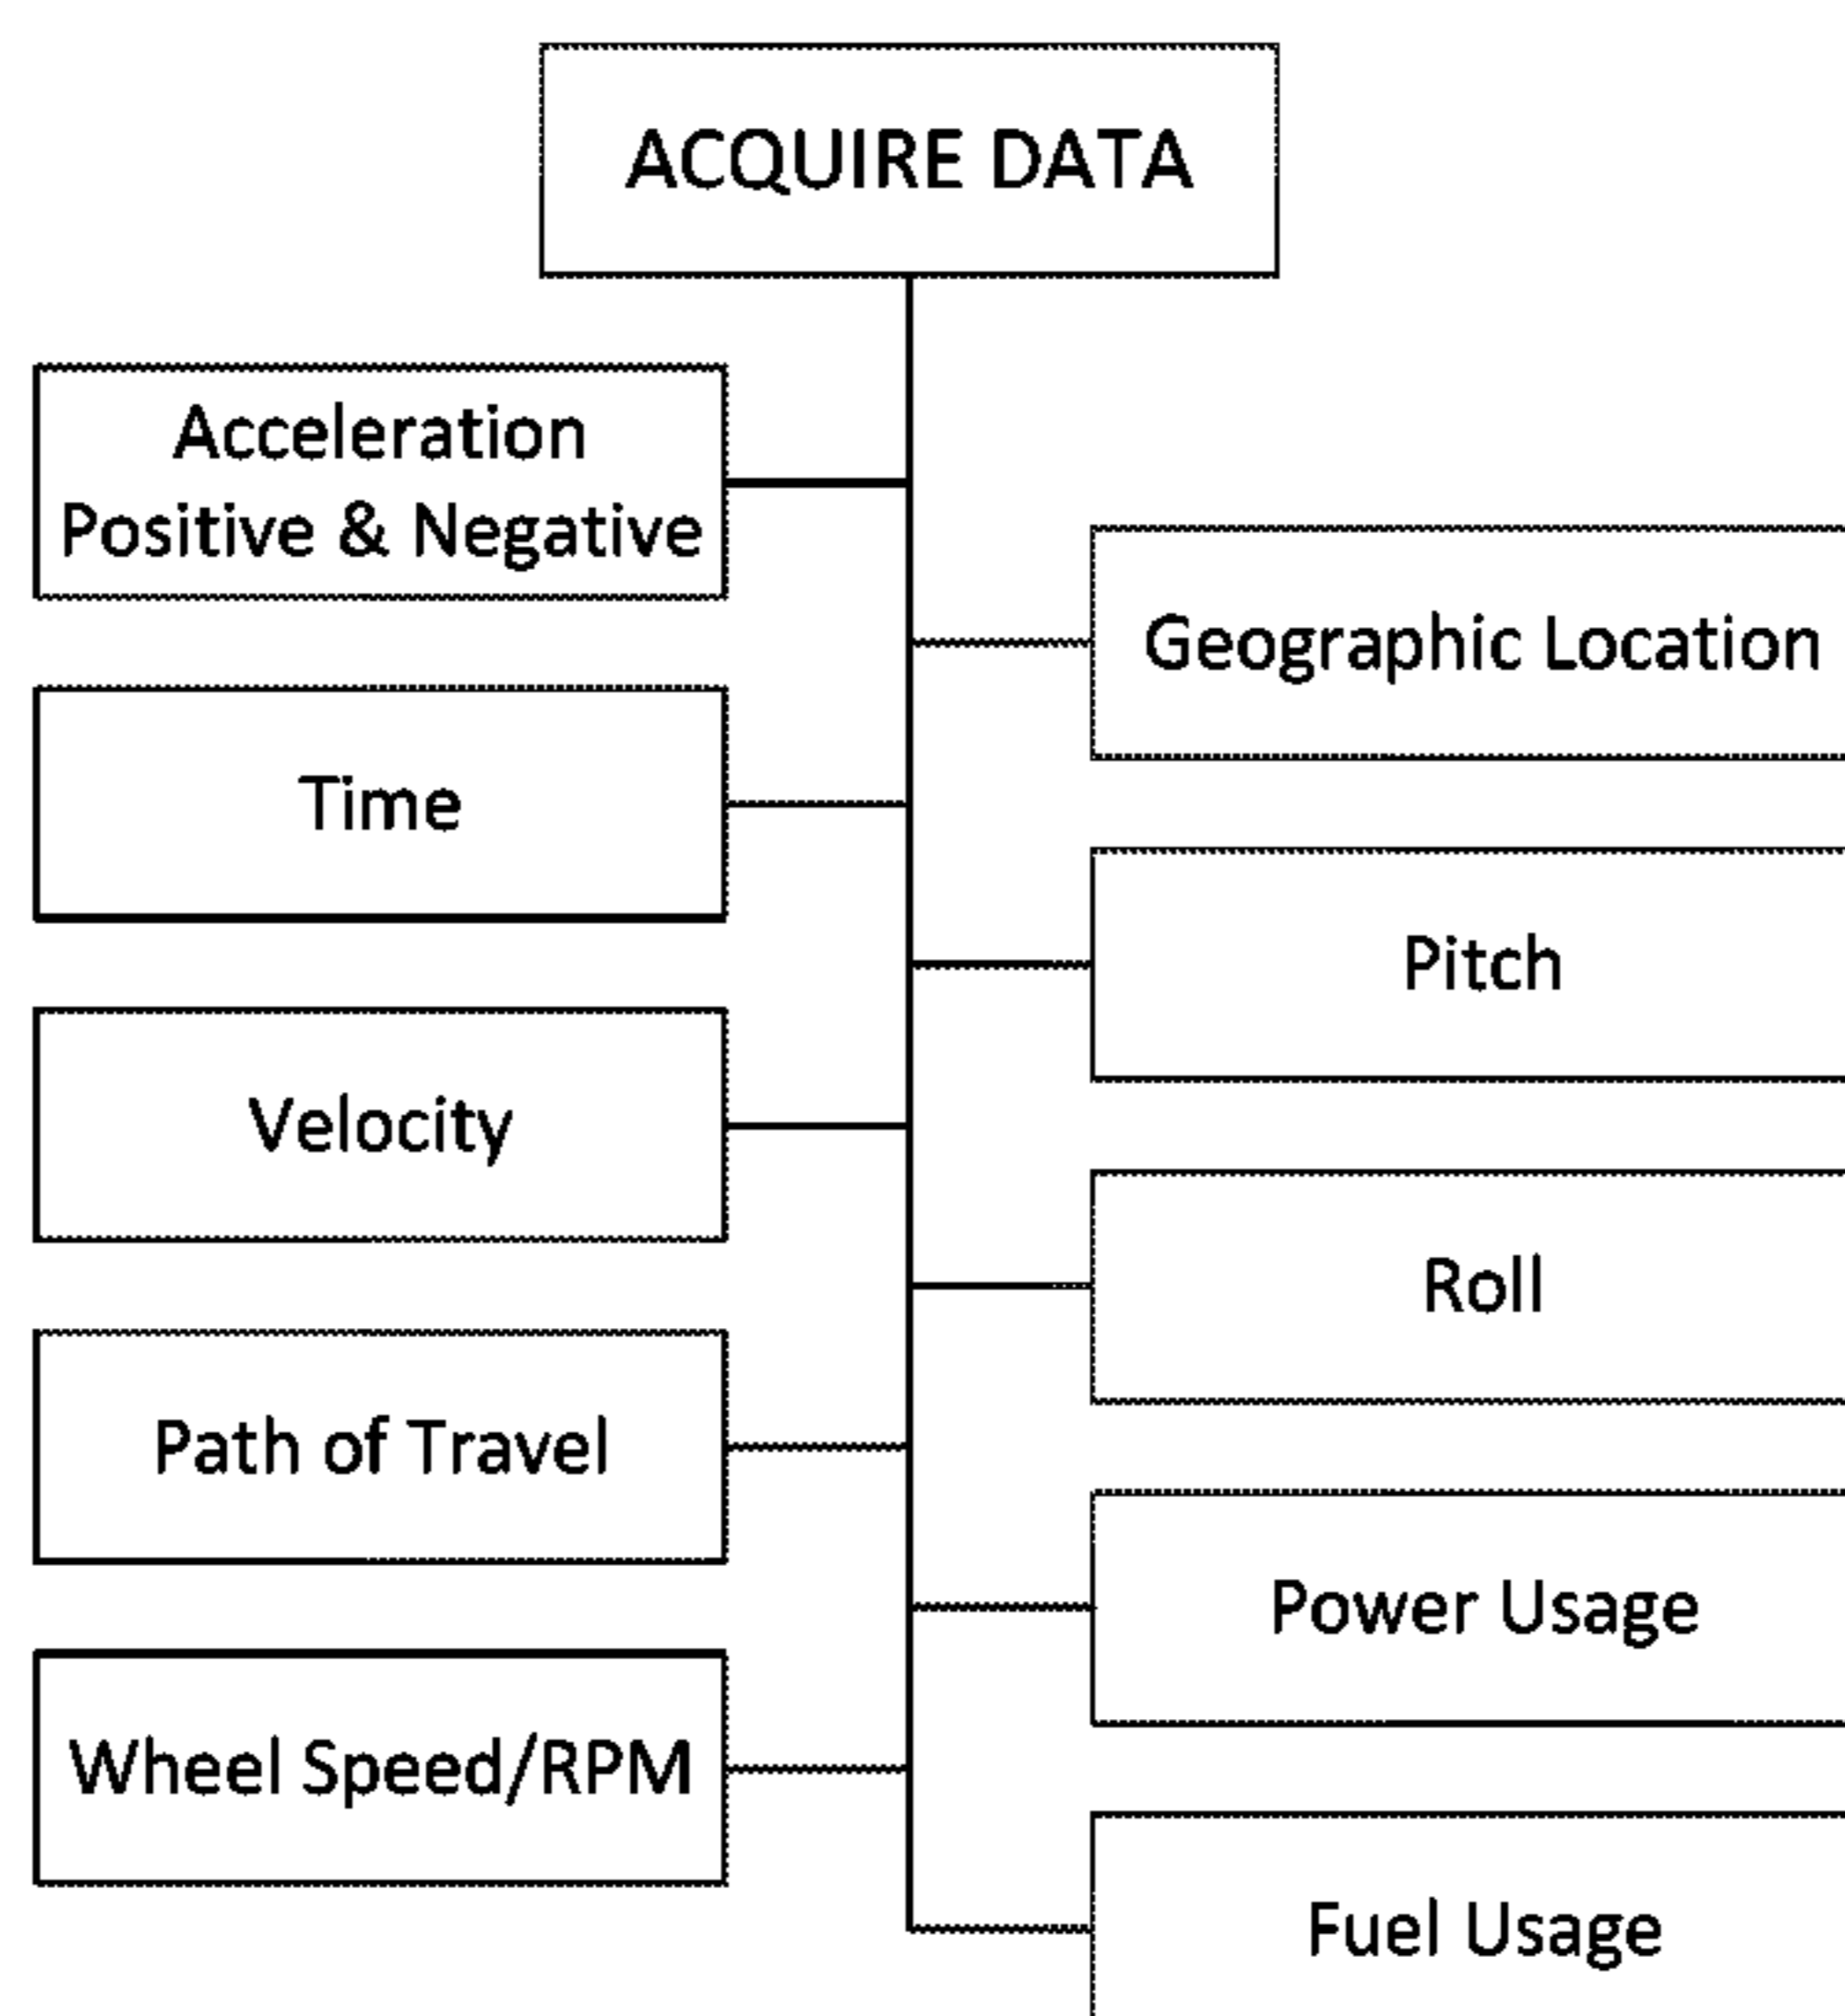 ACQUIRE DATA
Acceleration
Positive & Negative
Geographic Location
Time
Pitch
Velocity
Roll
Path of Travel
Power Usage
Wheel Speed/RPM
Fuel Usage